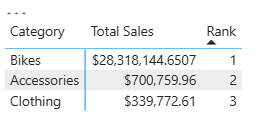 Category Total Sales Rank
Bikes $28,318,144.6507 1
Accessories $700,759.96 2
Clothing $339,772.61 3